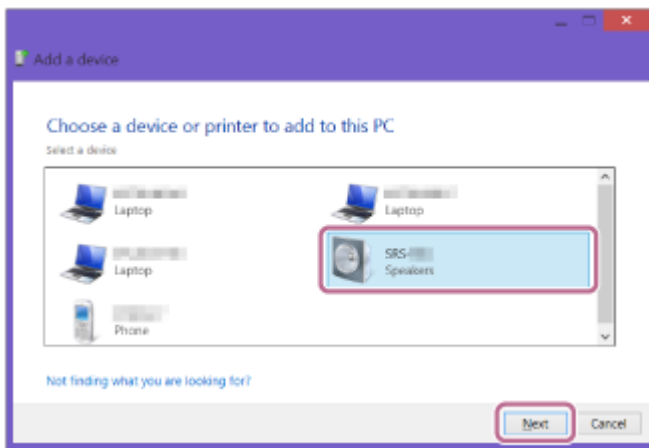 Add a device
Choose a device or printer to add to this PC
Select a device
Laptop
Laptop
Laptop
SRS-
Speakers
Phone
Not finding what you are looking for?
Next
Cancel